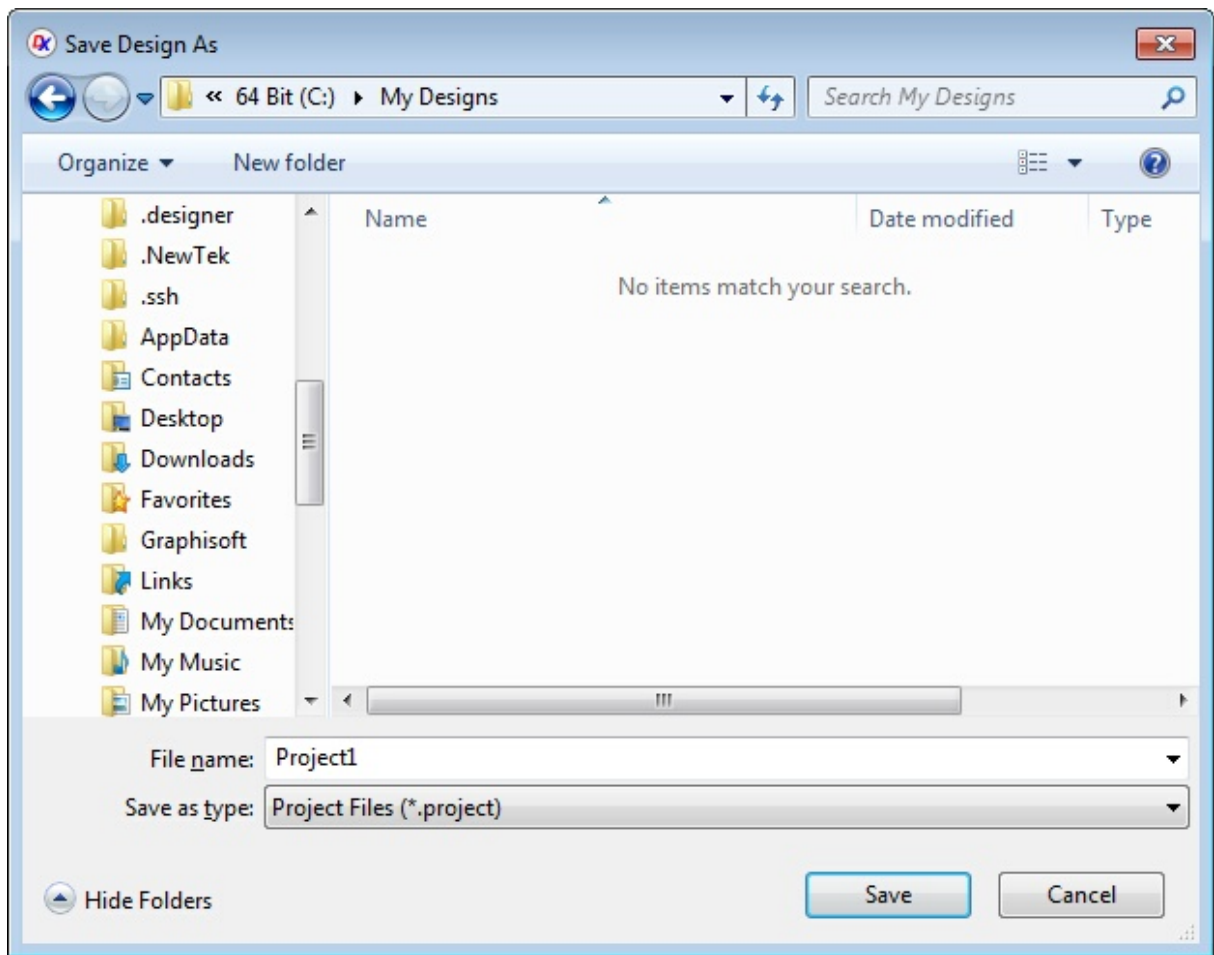 Save Design As
« 64 Bit (C:) ▸ My Designs
Search My Designs
Organize
New folder
Name
Date modified
Type
.designer
.NewTek
.ssh
AppData
Contacts
Desktop
Downloads
Favorites
Graphisoft
Links
My Documents
My Music
My Pictures
No items match your search.
File name: Project1
Save as type: Project Files (*.project)
Hide Folders
Save
Cancel